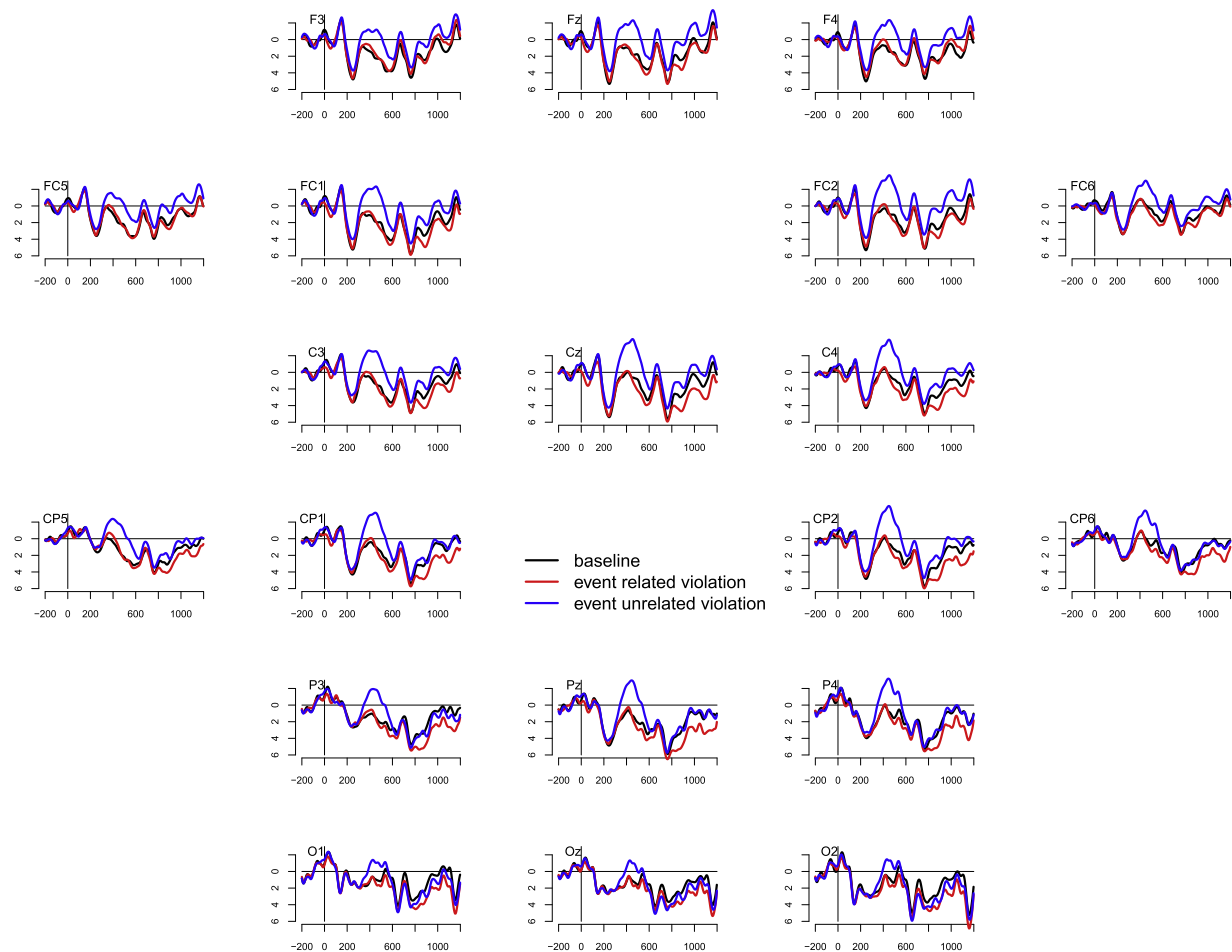 F3 Fz F4
0 2 4 6 0 2 4 6 0 2 4 6
0 200 600 1000 −200 0 200 600 1000 −200 0 200 600 1000
FC5 FC1 FC2 FC6
0 2 4 6 0 2 4 6 0 2 4 6 0 2 4 6
−200 0 200 600 1000 0 200 600 1000 −200 0 200 600 1000 −200 0 200 600 1000
C3 Cz C4
0 2 4 6 0 2 4 6 0 2 4 6
−200 0 200 600 1000 −200 0 200 600 1000 −200 0 200 600 1000
CP5 CP1 CP2 CP6
0 2 4 6 0 2 4 6 0 2 4 6 0 2 4 6
baseline
event related violation
event unrelated violation
−200 0 200 600 1000 −200 0 200 600 1000 −200 0 200 600 1000 −200 0 200 600 1000
P3 Pz P4
0 2 4 6 0 2 4 6 0 2 4 6
−200 0 200 600 1000 −200 0 200 600 1000 −200 0 200 600 1000
O1 Oz O2
0 2 4 6 0 2 4 6 0 2 4 6
−200 0 200 600 1000 −200 0 200 600 1000 −200 0 200 600 1000